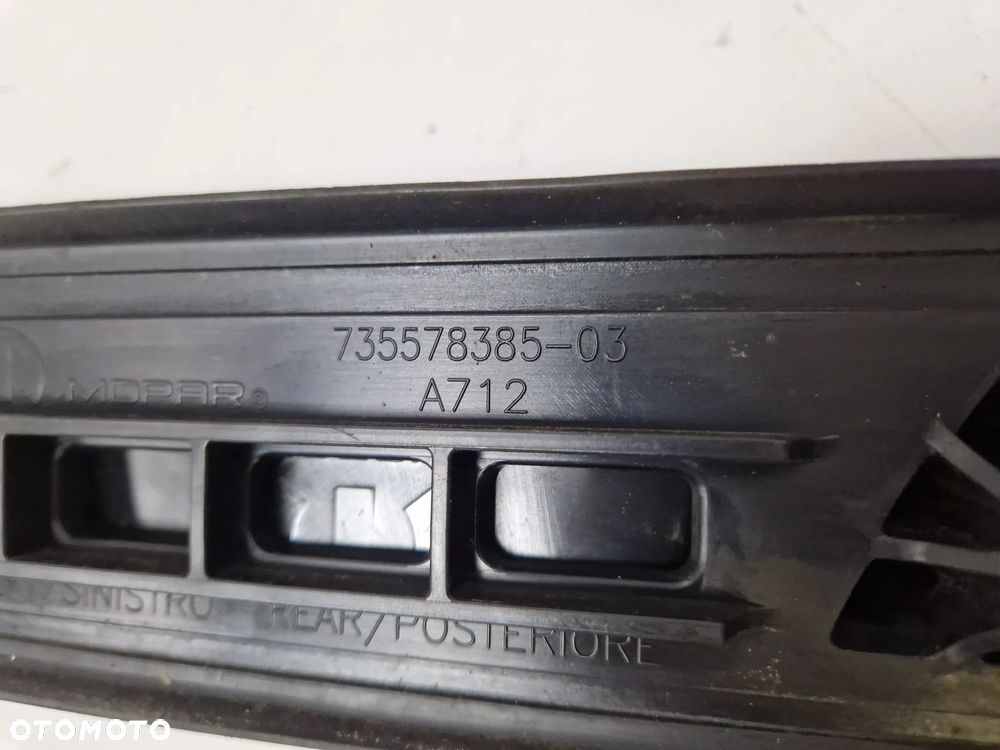 735578385-03
MOPAR®
A712
/SINISTRO REAR/POSTERIORE
OTOMOTO